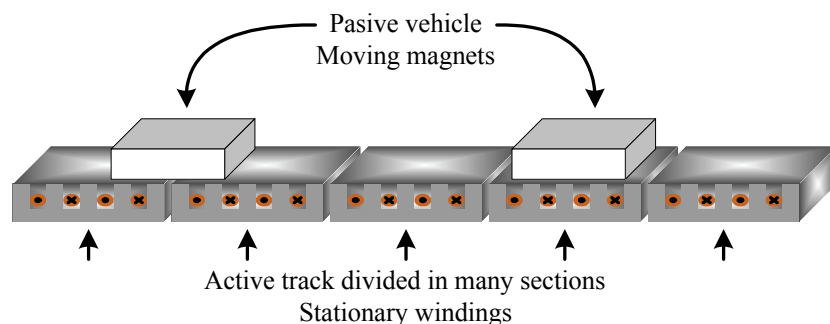 Pasive vehicle
Moving magnets
Active track divided in many sections
Stationary windings